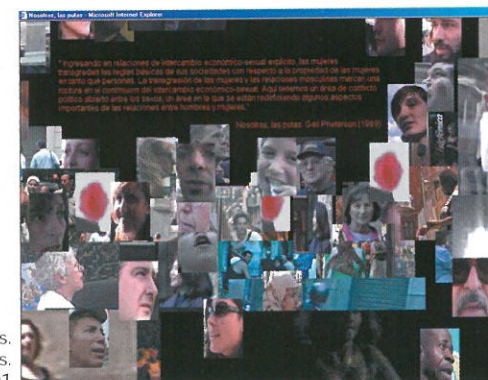 Nosotras, las putas - Microsoft Internet Explorer
"Ingresando en relaciones de intercambio económico-sexual explícito, las mujeres
transgreden las reglas básicas de sus sociedades con respecto a la propiedad de las mujeres
en tanto que personas. La transgresión de las mujeres y las relaciones masculinas marcan una
ruptura en el continuum del intercambio económico-sexual. Aquí tenemos un área de conflicto
político abierto entre los sexos, un área en la que se están redefiniendo algunos aspectos
importantes de las relaciones entre hombres y mujeres."
Nosotras, las putas. Gail Pheterson (1989)
s.
s.